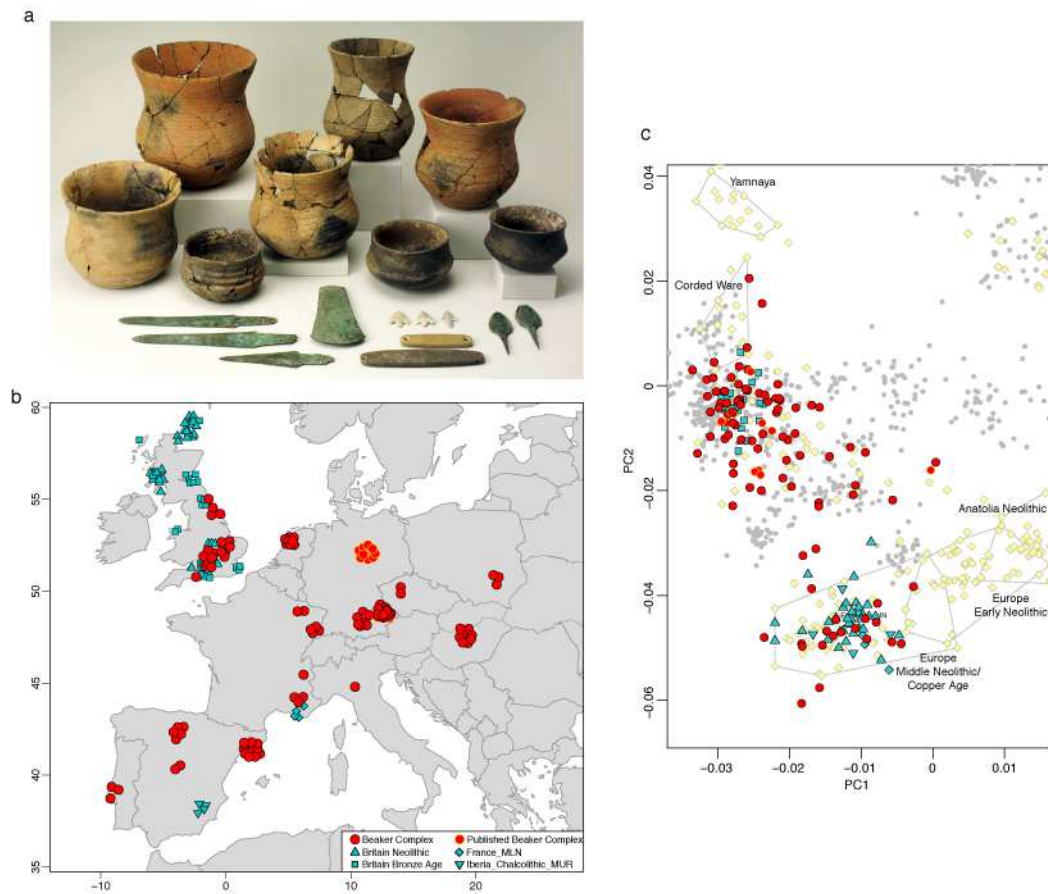 a
b
60
55
50
45
40
35
−10
0
10
20
Beaker Complex
Published Beaker Complex
Britain Neolithic
France_MLN
Britain Bronze Age
Iberia_Chalcolithic_MUR
c
PC2
0.04
0.02
0
−0.02
−0.04
−0.06
Yamnaya
Corded Ware
Anatolia Neolithic
Europe
Early Neolithic
Europe
Middle Neolithic/
Copper Age
−0.03
−0.02
−0.01
0
0.01
PC1